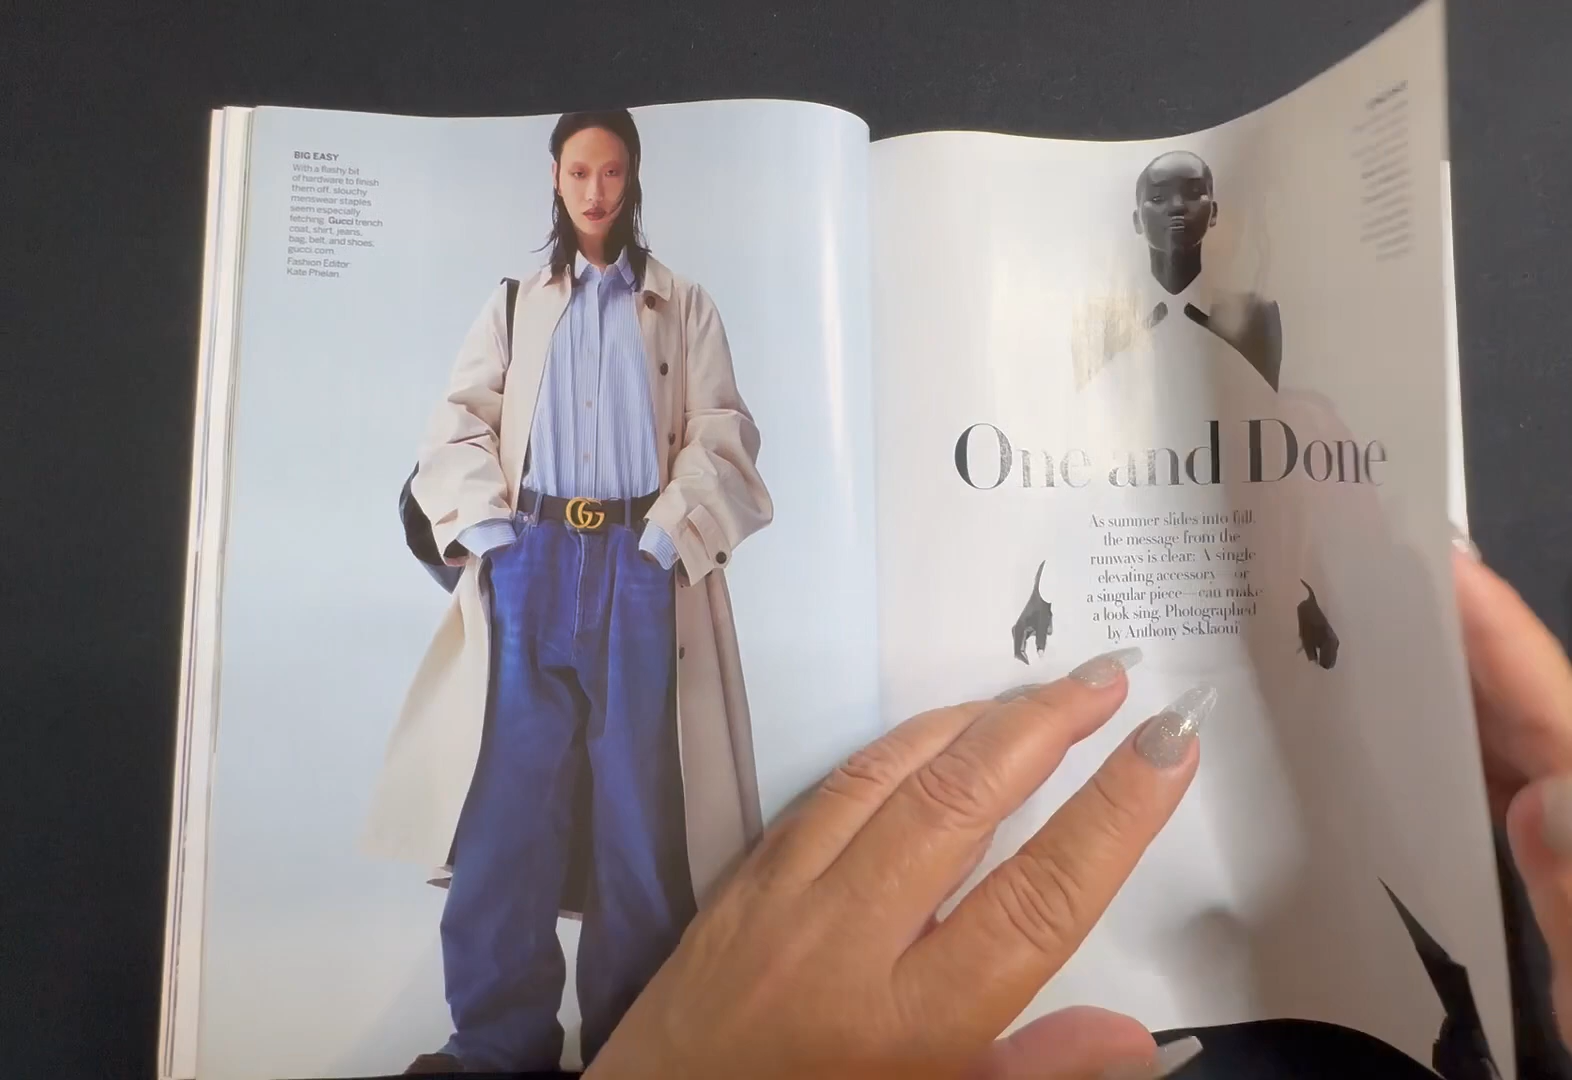 BIG EASY
With a flashy bit
of hardware to finish
them off, slouchy
menswear staples
seem especially
fetching. Gucci trench
coat, shirt, jeans,
bag, belt, and shoes;
gucci.com.
Fashion Editor:
Kate Phelan.
One and Done
As summer slides into fall,
the message from the
runways is clear: A single
elevating accessory—or
a singular piece—can make
a look sing. Photographed
by Anthony Seklaoui.